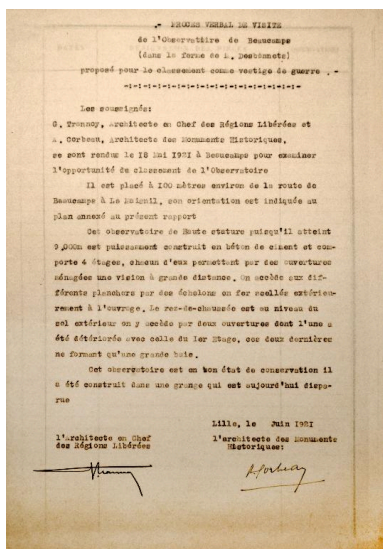 .- PROCES VERBAL DE VISITE
de l'Observatoire de Beaucamps
(dans la ferme de M. Desbonnets)
proposé pour le classement comme vestige de guerre .-
-:-:-:-:-:-:-:-:-:-:-:-:-:-:-:-
Les soussignés:
G. Trannoy, Architecte en Chef des Régions Libérées et
A. Corbeau, Architecte des Monuments Historiques,
se sont rendus le 18 Mai 1921 à Beaucamps pour examiner
l'opportunité de classement de l'Observatoire
Il est placé à 100 mètres environ de la route de
Beaucamps à Le Maisnil, son orientation est indiquée au
plan annexé au présent rapport
Cet observatoire de Haute stature puisqu'il atteint
9,000m est puissamment construit en béton de ciment et com-
porte 4 étages, chacun d'eux permettant par des ouvertures
ménagées une vision à grande distance. On accède aux dif-
férents planchers par des échelons en fer scellés extérieu-
rement à l'ouvrage. Le rez-de-chaussée est au niveau du
sol extérieur on y accède par deux ouvertures dont l'une a
été détériorée avec celle du 1er Etage, ces deux dernières
ne formant qu'une grande baie.
Cet observatoire est en bon état de conservation il
a été construit dans une grange qui est aujourd'hui dispa-
rue
Lille, le Juin 1921
l'architecte en Chef
des Régions Libérées
l'architecte des Monuments
Historiques: